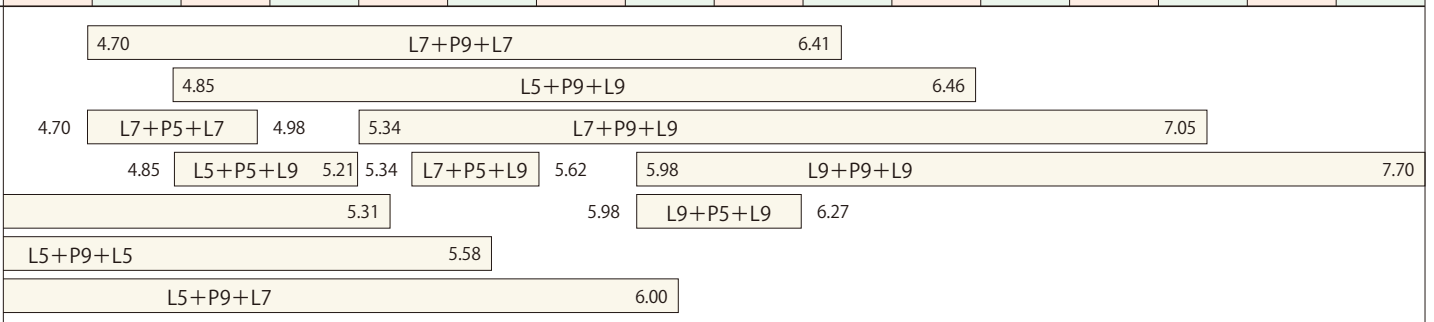 4.70 L7+P9+L7 6.41
4.85 L5+P9+L9 6.46
4.70 L7+P5+L7 4.98 5.34 L7+P9+L9 7.05
4.85 L5+P5+L9 5.21 5.34 L7+P5+L9 5.62 5.98 L9+P9+L9 7.70
5.31 5.98 L9+P5+L9 6.27
L5+P9+L5 5.58
L5+P9+L7 6.00